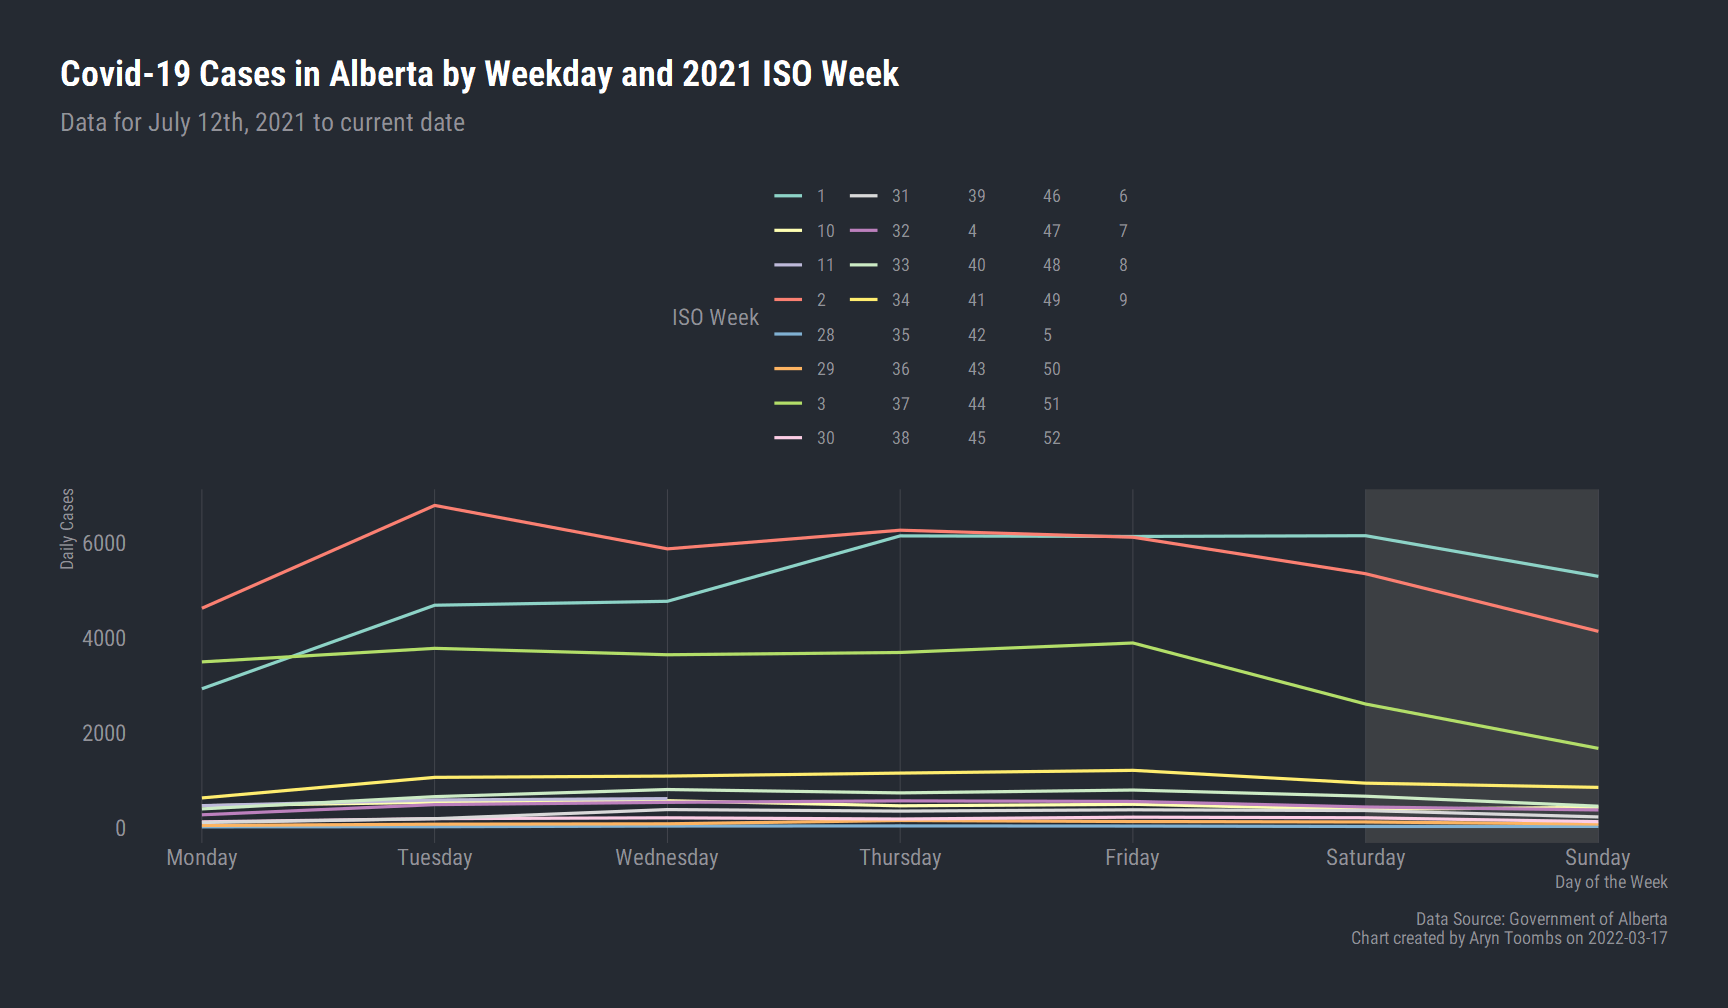 Covid-19 Cases in Alberta by Weekday and 2021 ISO Week
Data for July 12th, 2021 to current date
ISO Week
1 31 39 46 6
10 32 4 47 7
11 33 40 48 8
2 34 41 49 9
28 35 42 5
29 36 43 50
3 37 44 51
30 38 45 52
Daily Cases
6000
4000
2000
0
Monday Tuesday Wednesday Thursday Friday Saturday Sunday
Day of the Week
Data Source: Government of Alberta
Chart created by Aryn Toombs on 2022-03-17